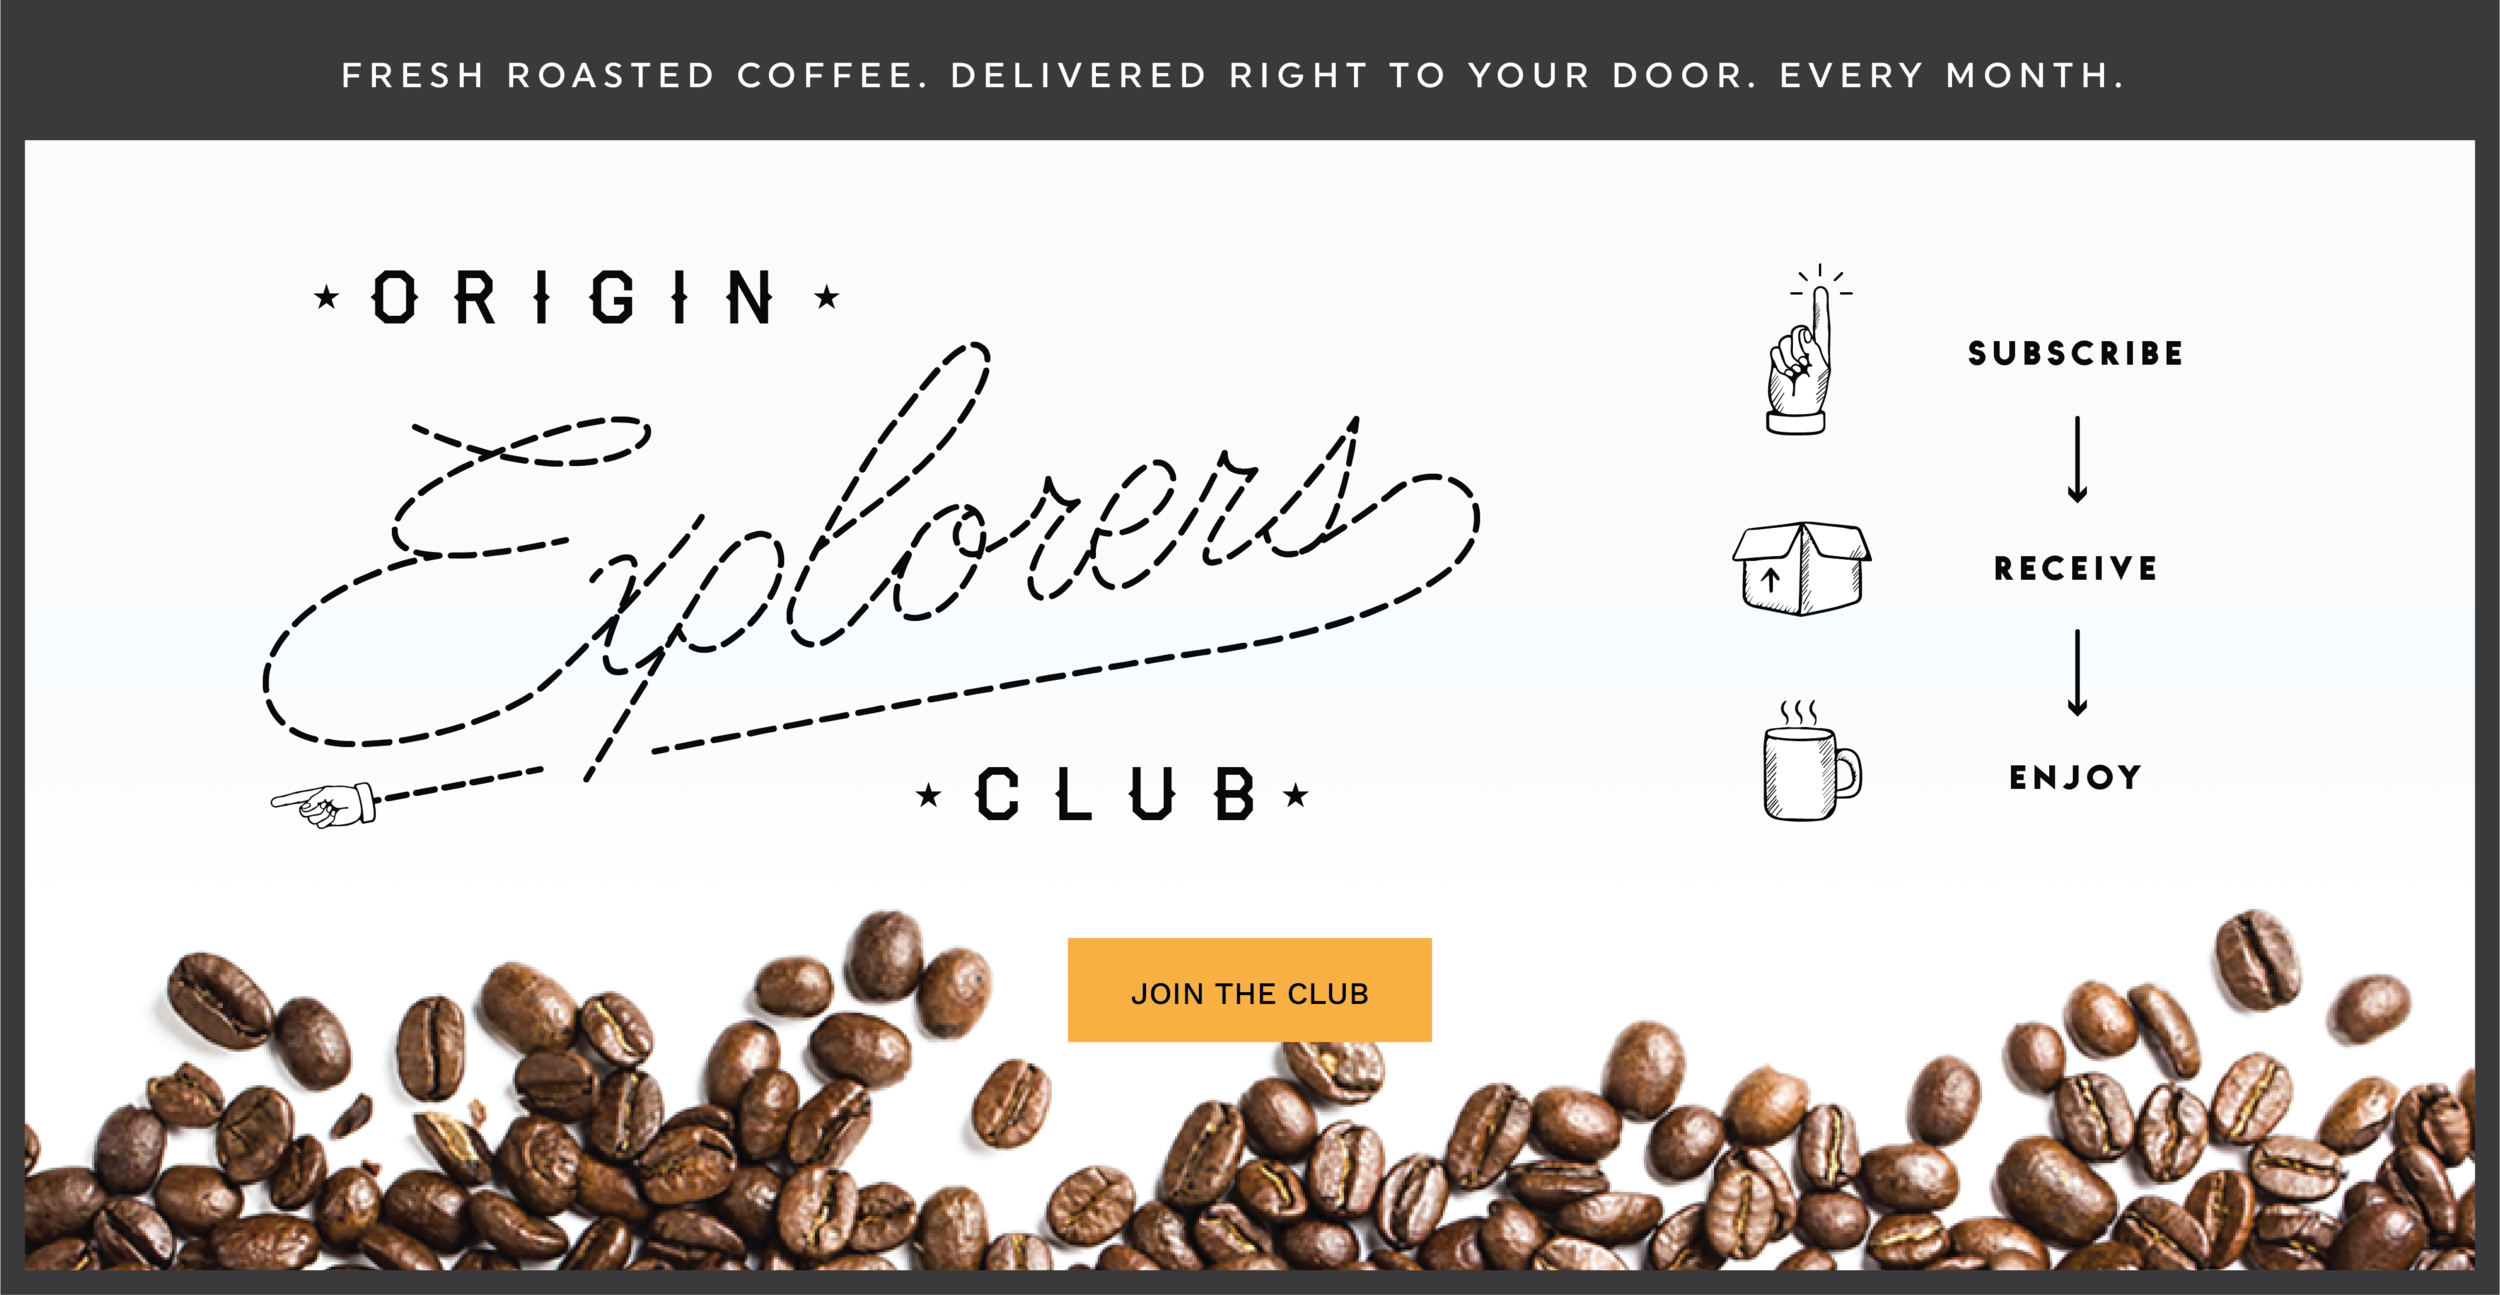 FRESH ROASTED COFFEE. DELIVERED RIGHT TO YOUR DOOR. EVERY MONTH.
ORIGIN
Explorers
CLUB
SUBSCRIBE
RECEIVE
ENJOY
JOIN THE CLUB